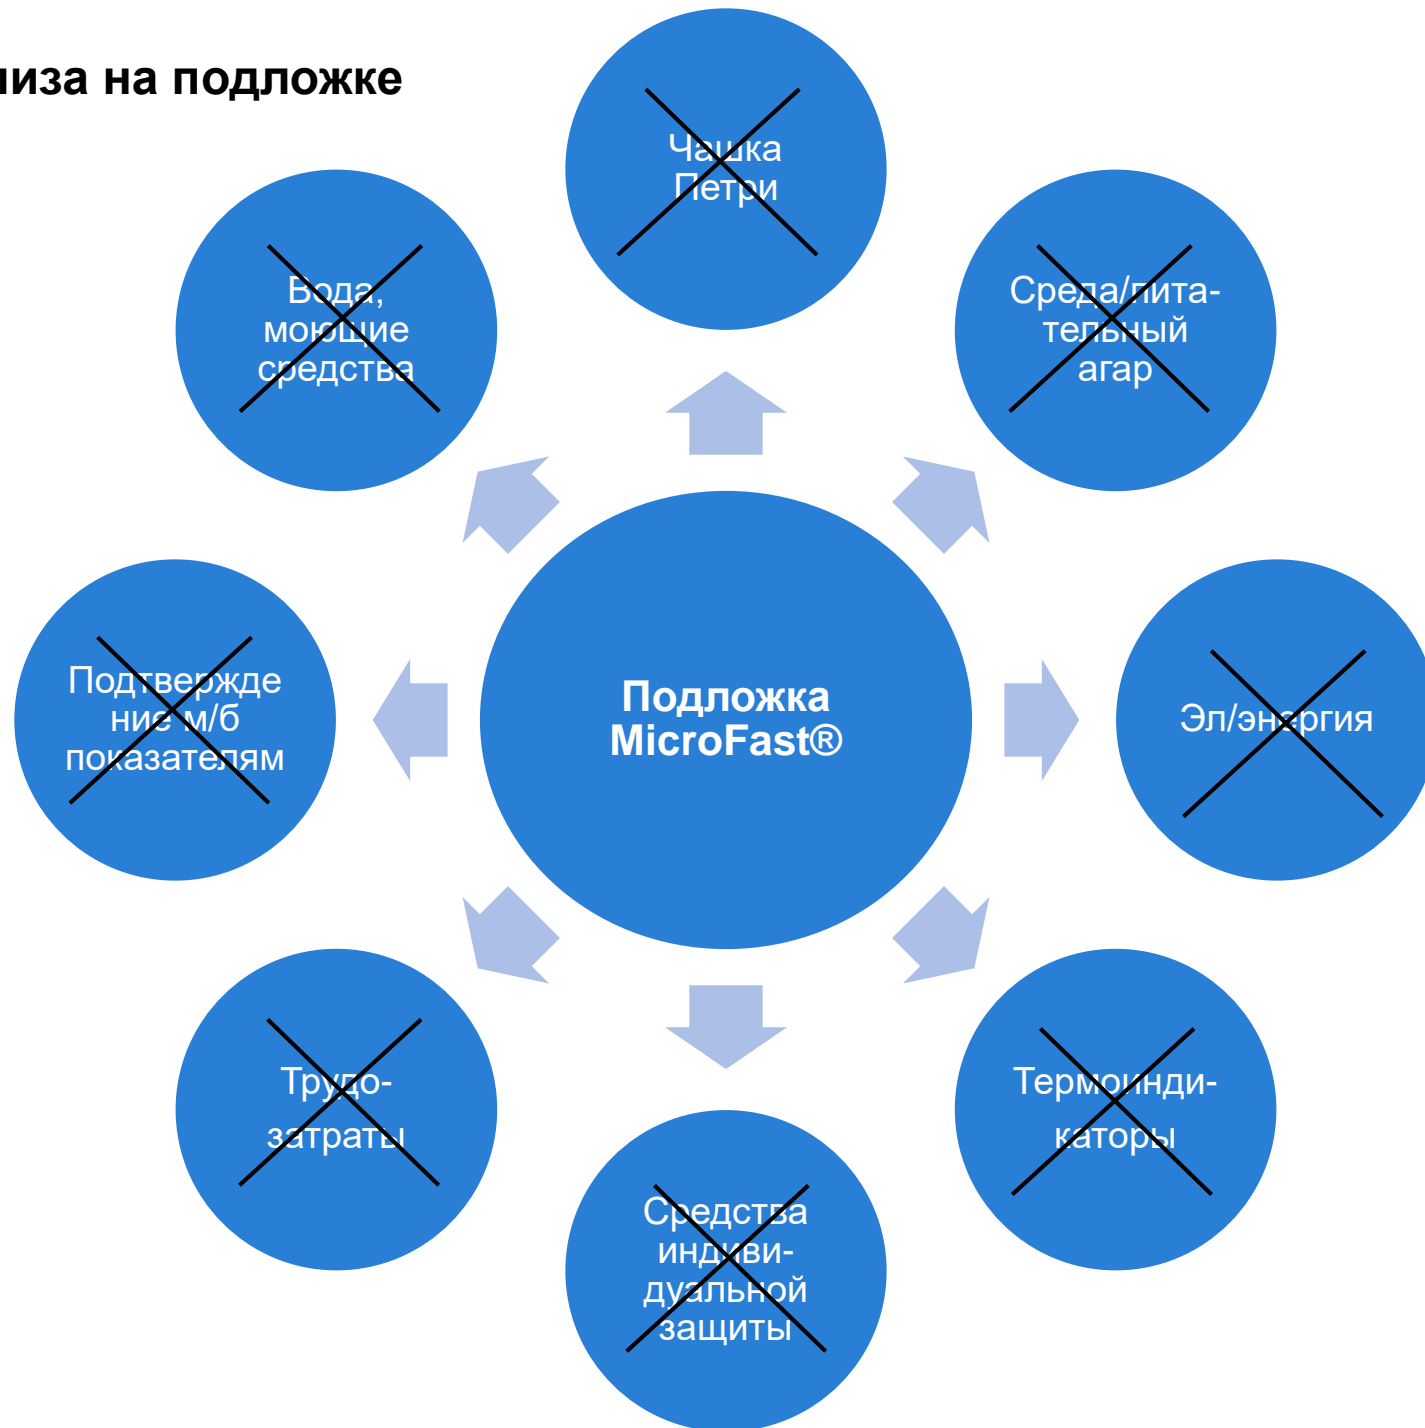 лиза на подложке
Чашка
Петри
Вода,
моющие
средства
Среда/пита-
тельный
агар
Подтвержде
ние м/б
показателям
Подложка
MicroFast®
Эл/энергия
Трудо-
затраты
Термоинди-
каторы
Средства
индиви-
дуальной
защиты